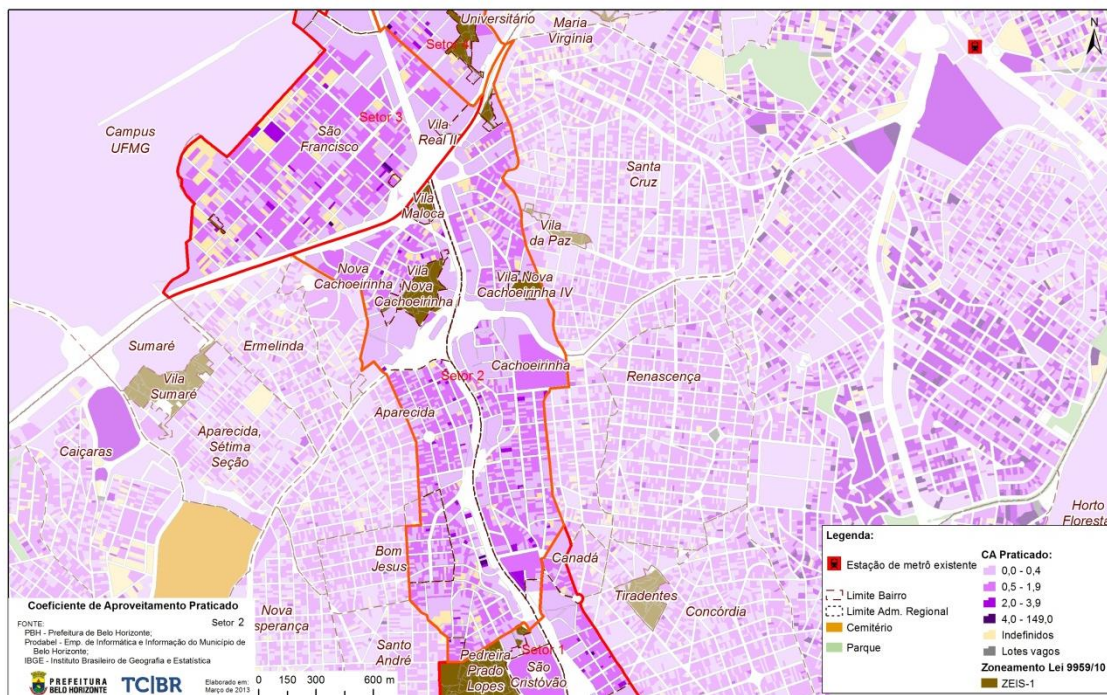 Universitário
Maria
Virgínia
N
Setor 4
Campus
UFMG
São
Francisco
Setor 3
Vila
Real II
Santa
Cruz
Vila
Maloca
Vila
da Paz
Nova
Cachoeirinha
Vila
Nova
Cachoeirinha
Vila Nova
Cachoeirinha IV
Sumaré
Ermelinda
Vila
Sumaré
Setor 2
Cachoeirinha
Renascença
Aparecida
Caiçaras
Aparecida,
Sétima
Seção
Horto
Bom
Jesus
Canadá
Tiradentes
Concórdia
Nova
Santo
André
Pedreira
Prado
Lopes
Setor 1
São
Cristóvão
Legenda:
Estação de metrô existente
Limite Bairro
Limite Adm. Regional
Cemitério
Parque
CA Praticado:
0,0 - 0,4
0,5 - 1,9
2,0 - 3,9
4,0 - 149,0
Indefinidos
Lotes vagos
Zoneamento Lei 9959/10
ZEIS-1
Coeficiente de Aproveitamento Praticado
Setor 2
FONTE:
PBH - Prefeitura de Belo Horizonte;
Prodabel - Emp. de Informática e Informação do Município de
Belo Horizonte;
IBGE - Instituto Brasileiro de Geografia e Estatística
PREFEITURA
BELO HORIZONTE
TC|BR
Elaborado em:
Março de 2013
0 150 300 600 m